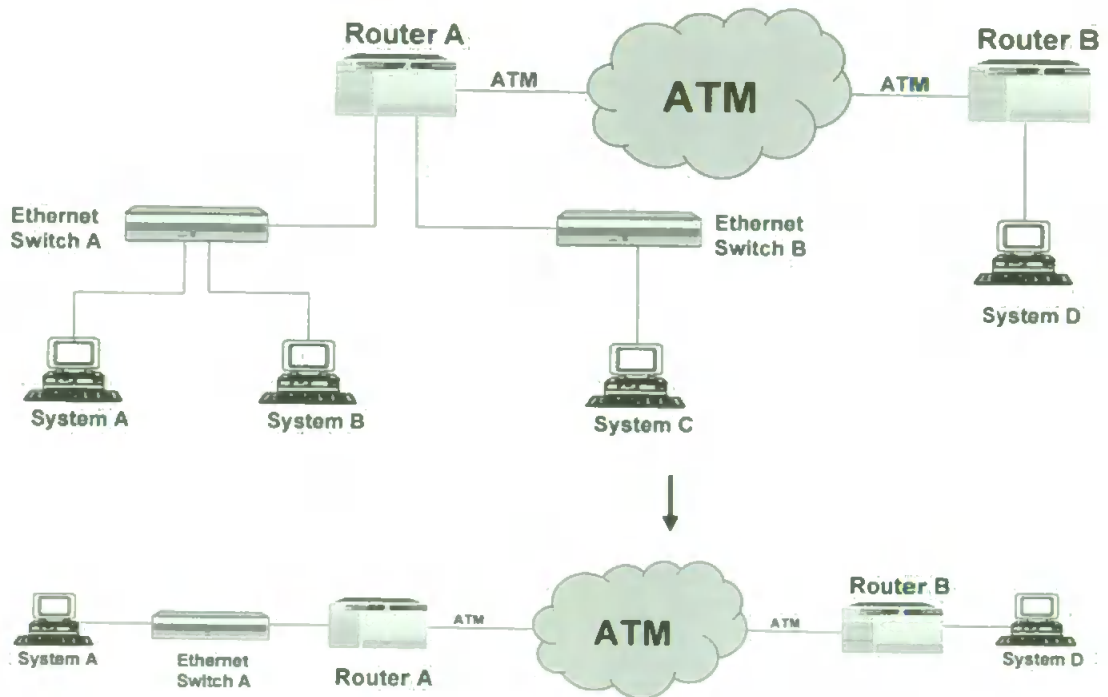 Router A
Router B
ATM
ATM
ATM
Ethernet
Switch A
Ethernet
Switch B
System D
System A
System B
System C
Router B
ATM
ATM
ATM
System A
Ethernet
Switch A
Router A
System D